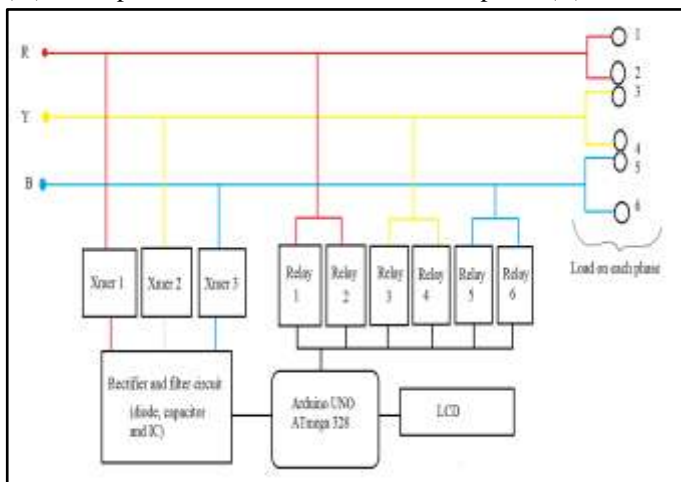 R
Y
B
1
2
3
4
5
6
Load on each phase
Xmer 1
Xmer 2
Xmer 3
Relay
1
Relay
2
Relay
3
Relay
4
Relay
5
Relay
6
Rectifier and filter circuit
(diode, capacitor
and IC)
Arduino UNO
ATmega 328
LCD